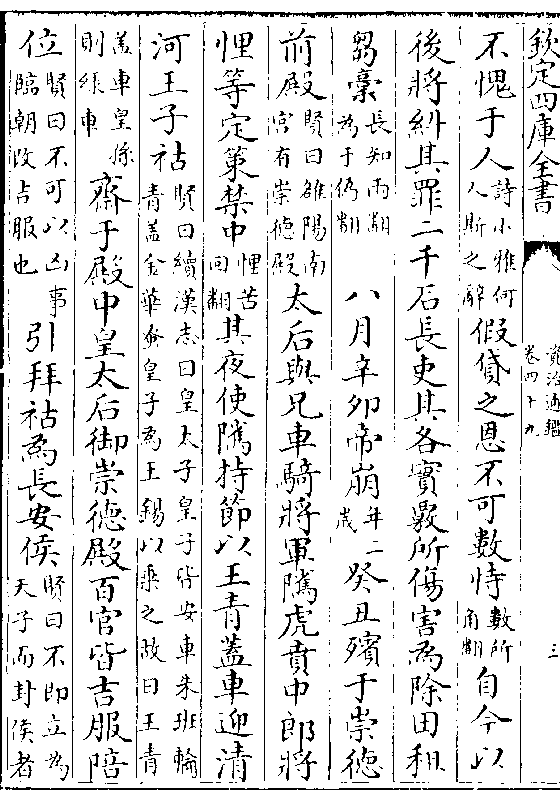 欽定四庫全書
資治通鑑
卷四十九
三
不愧于人詩小雅何人斯之辭假貸之恩不可數恃數所角翻自今以
後將糾其罪二千石長吏其各實覈所傷害為除田租
芻藁長知兩翻為于偽翻八月辛卯帝崩年二歲癸丑殯于崇德
前殿賢曰雒陽南宮有崇德殿太后與兄車騎將軍隲虎賁中郎將
悝等定策禁中悝苦回翻其夜使隲持節以王青蓋車迎清
河王子祜賢曰續漢志曰皇太子皇子皆安車朱班輪青蓋金華蚤皇子為王錫以乘之故曰王青
蓋車皇孫則緑車齋于殿中皇太后御崇德殿百官皆吉服陪
位賢曰不可以凶事臨朝改吉服也引拜祜為長安侯賢曰不即立為天子而封侯者